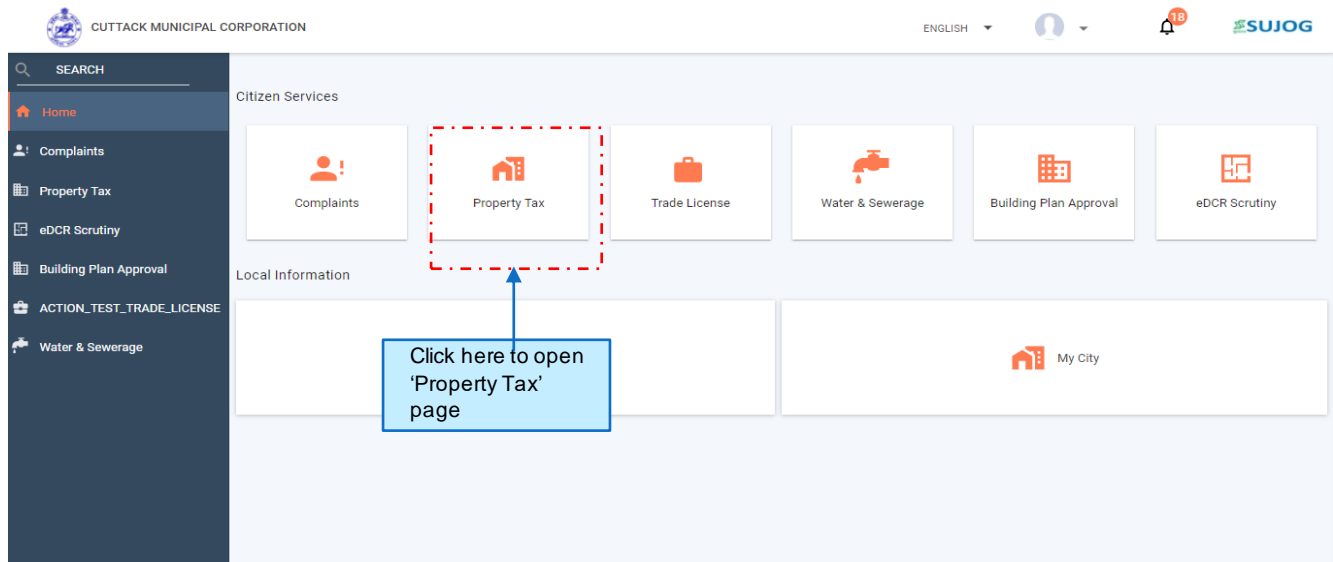 CUTTACK MUNICIPAL CORPORATION
ENGLISH
18
SUJOG
SEARCH
Home
Complaints
Property Tax
eDCR Scrutiny
Building Plan Approval
ACTION_TEST_TRADE_LICENSE
Water & Sewerage
Citizen Services
Complaints
Property Tax
Trade License
Water & Sewerage
Building Plan Approval
eDCR Scrutiny
Local Information
My City
Click here to open
‘Property Tax’
page